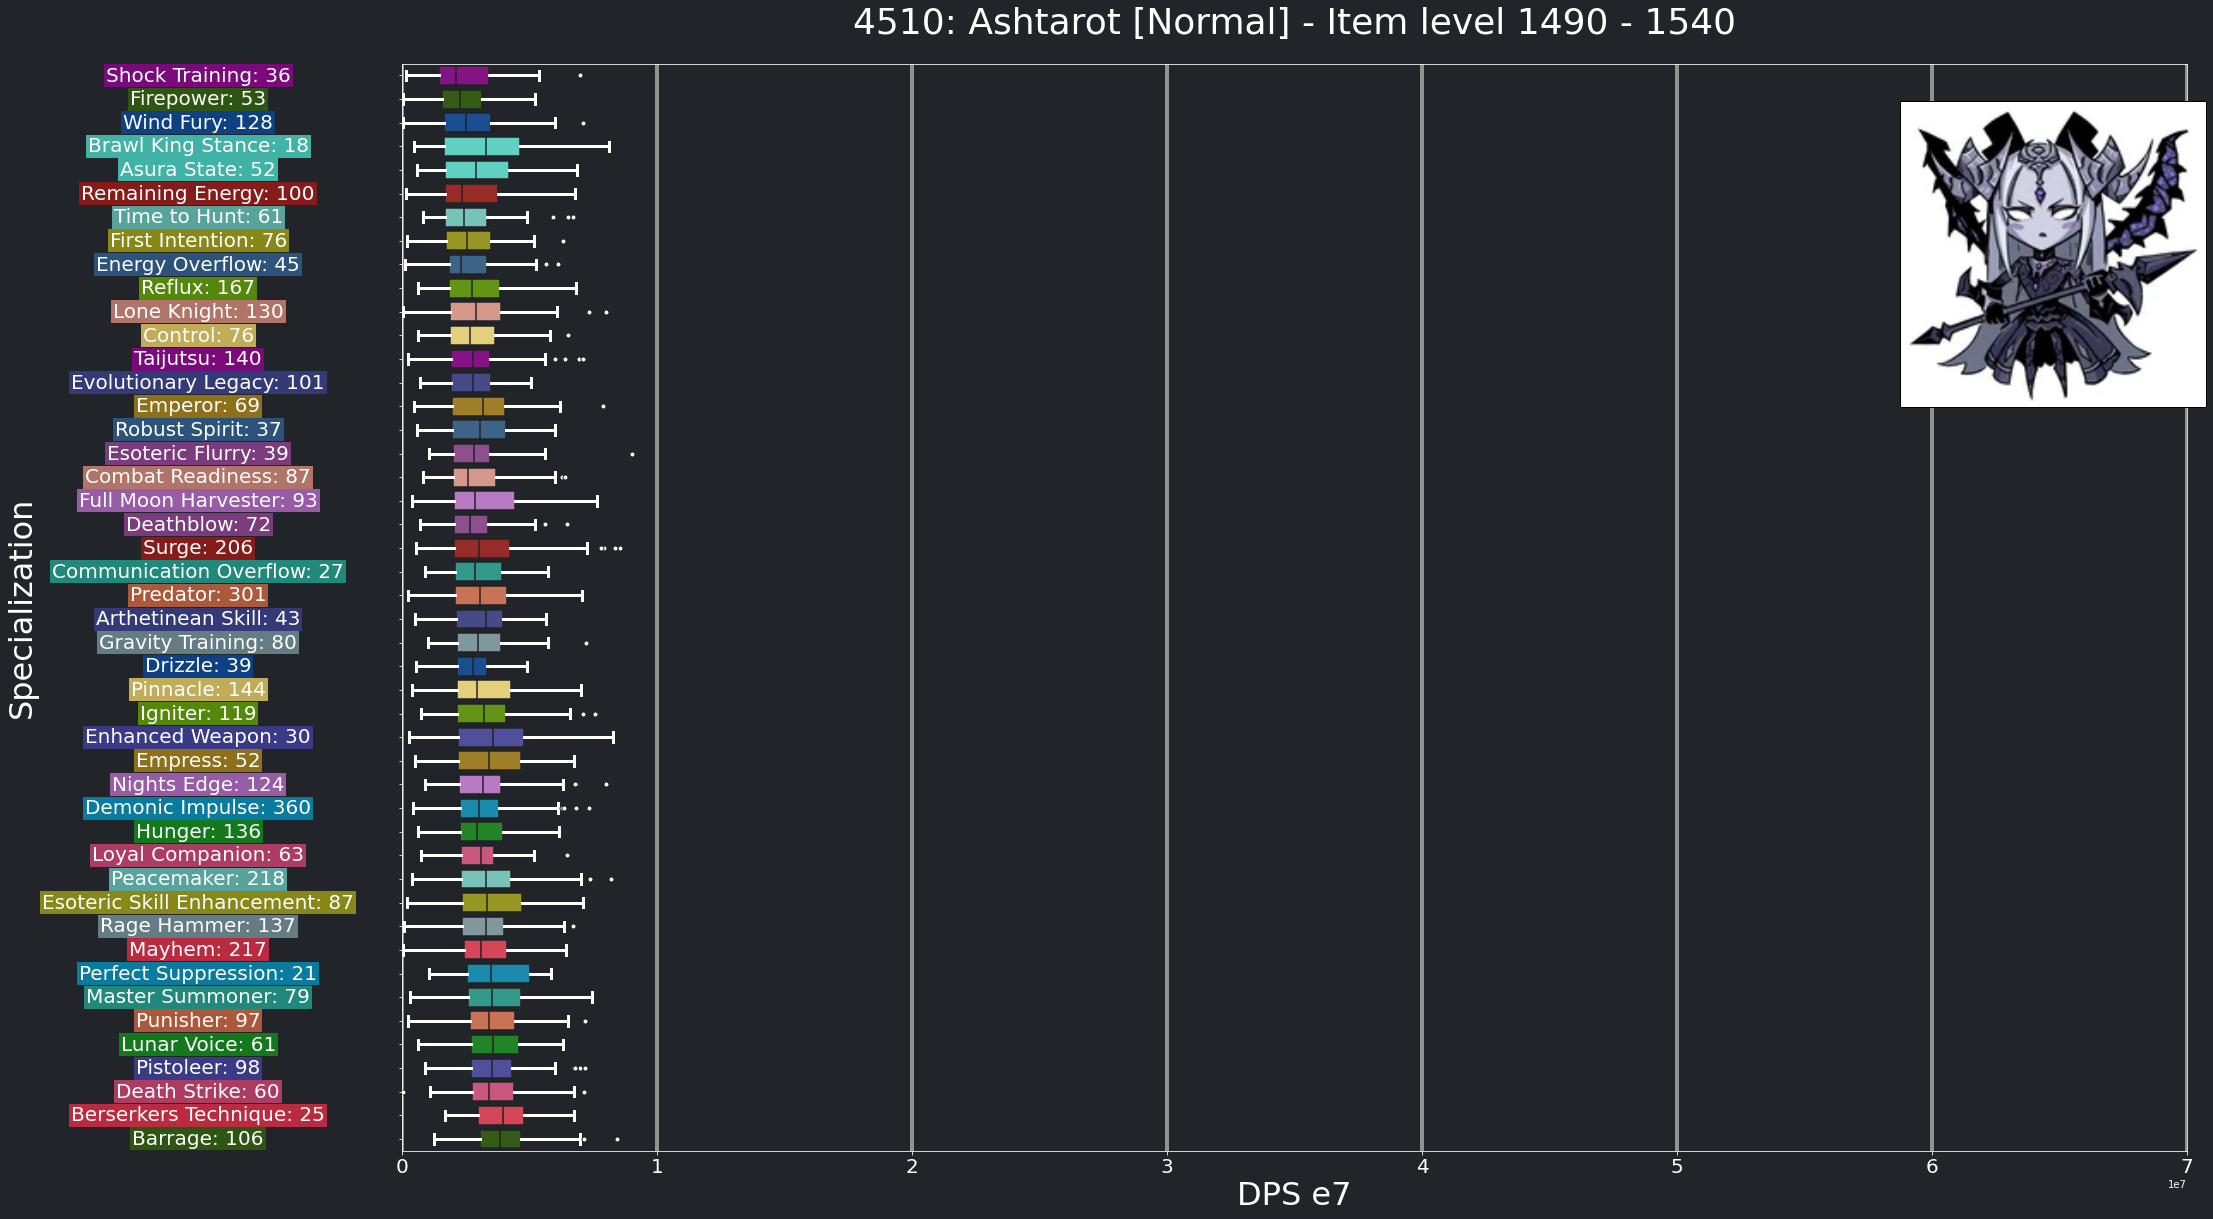 4510: Ashtarot [Normal] - Item level 1490 - 1540
Specialization
Shock Training: 36
Firepower: 53
Wind Fury: 128
Brawl King Stance: 18
Asura State: 52
Remaining Energy: 100
Time to Hunt: 61
First Intention: 76
Energy Overflow: 45
Reflux: 167
Lone Knight: 130
Control: 76
Taijutsu: 140
Evolutionary Legacy: 101
Emperor: 69
Robust Spirit: 37
Esoteric Flurry: 39
Combat Readiness: 87
Full Moon Harvester: 93
Deathblow: 72
Surge: 206
Communication Overflow: 27
Predator: 301
Arthetinean Skill: 43
Gravity Training: 80
Drizzle: 39
Pinnacle: 144
Igniter: 119
Enhanced Weapon: 30
Empress: 52
Nights Edge: 124
Demonic Impulse: 360
Hunger: 136
Loyal Companion: 63
Peacemaker: 218
Esoteric Skill Enhancement: 87
Rage Hammer: 137
Mayhem: 217
Perfect Suppression: 21
Master Summoner: 79
Punisher: 97
Lunar Voice: 61
Pistoleer: 98
Death Strike: 60
Berserkers Technique: 25
Barrage: 106
0 1 2 3 4 5 6 7
1e7
DPS e7